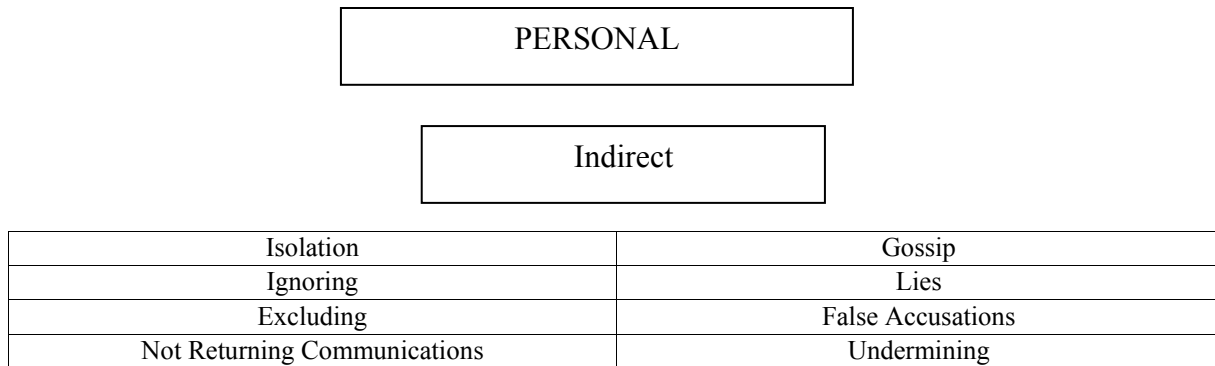 PERSONAL
Indirect
Isolation Gossip
Ignoring Lies
Excluding False Accusations
Not Returning Communications Undermining